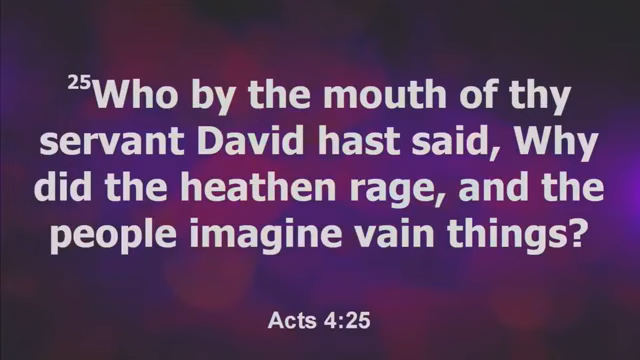 25Who by the mouth of thy
servant David hast said, Why
did the heathen rage, and the
people imagine vain things?
Acts 4:25